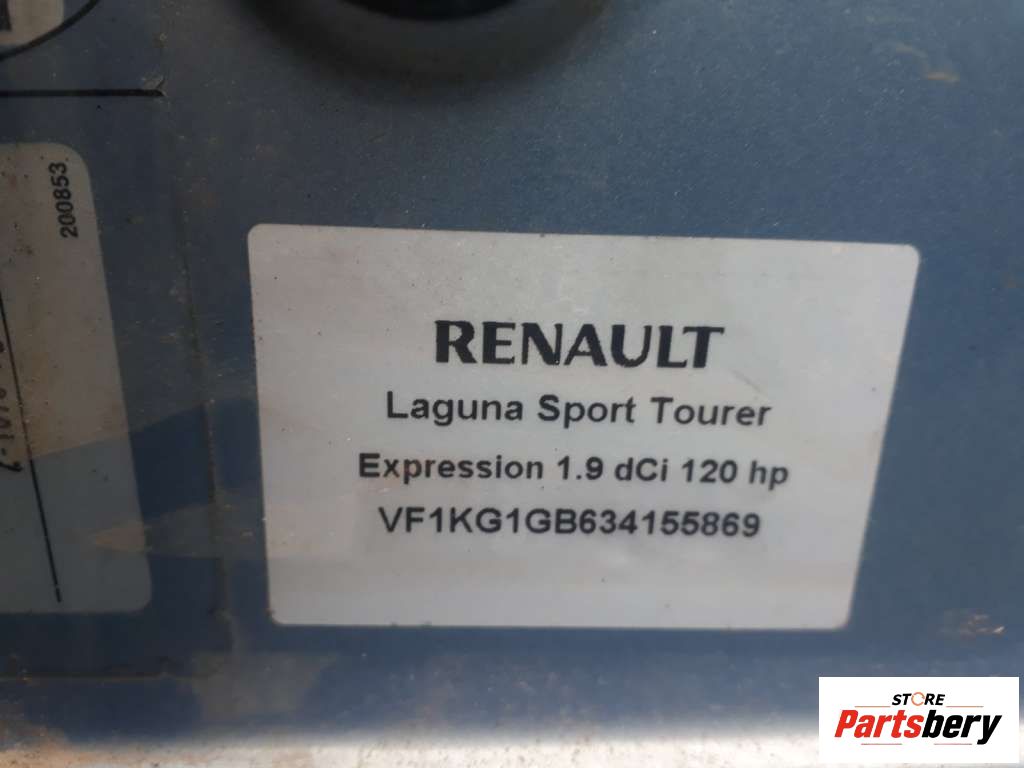 200853
RENAULT
Laguna Sport Tourer
Expression 1.9 dCi 120 hp
VF1KG1GB634155869
STORE
Partsbery